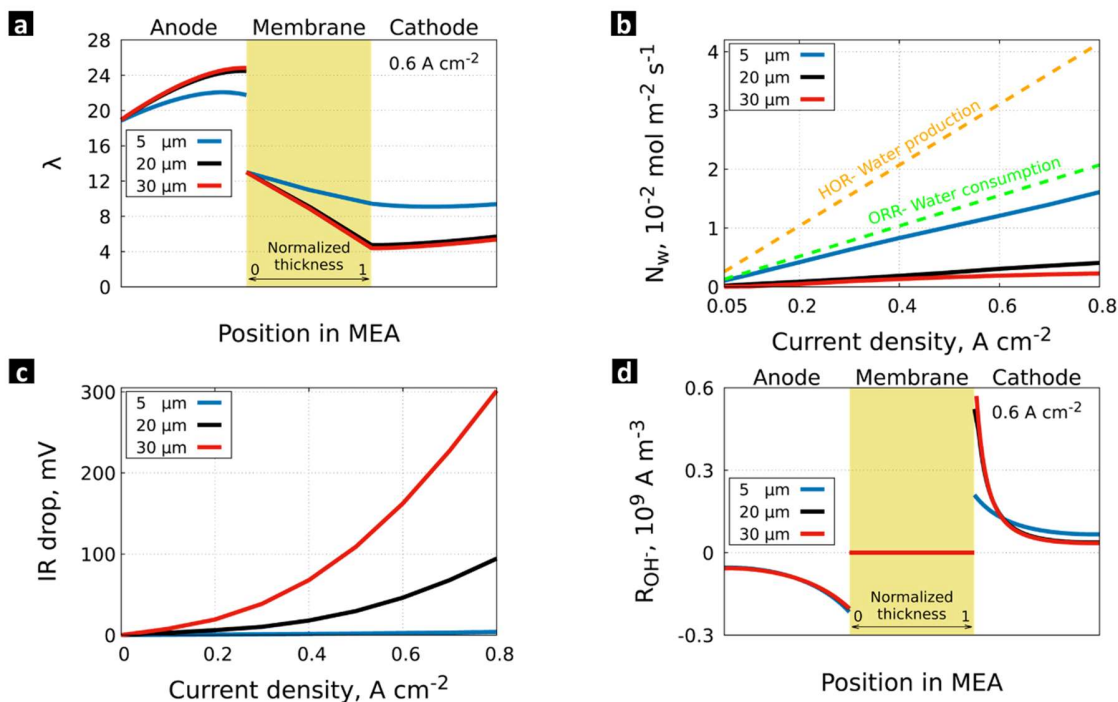 a
Anode Membrane Cathode
0.6 A cm-2
28
24
20
16
12
8
4
0
λ
5 μm
20 μm
30 μm
Normalized
thickness
0 1
Position in MEA
b
5 μm
20 μm
30 μm
HOR- Water production
ORR- Water consumption
4
3
2
1
0
Nw, 10-2 mol m-2 s-1
0.05 0.2 0.4 0.6 0.8
Current density, A cm-2
c
5 μm
20 μm
30 μm
300
200
100
0
IR drop, mV
0 0.2 0.4 0.6 0.8
Current density, A cm-2
d
Anode Membrane Cathode
0.6 A cm-2
0.6
0.3
0
-0.3
ROH-, 109 A m-3
5 μm
20 μm
30 μm
Normalized
thickness
0 1
Position in MEA